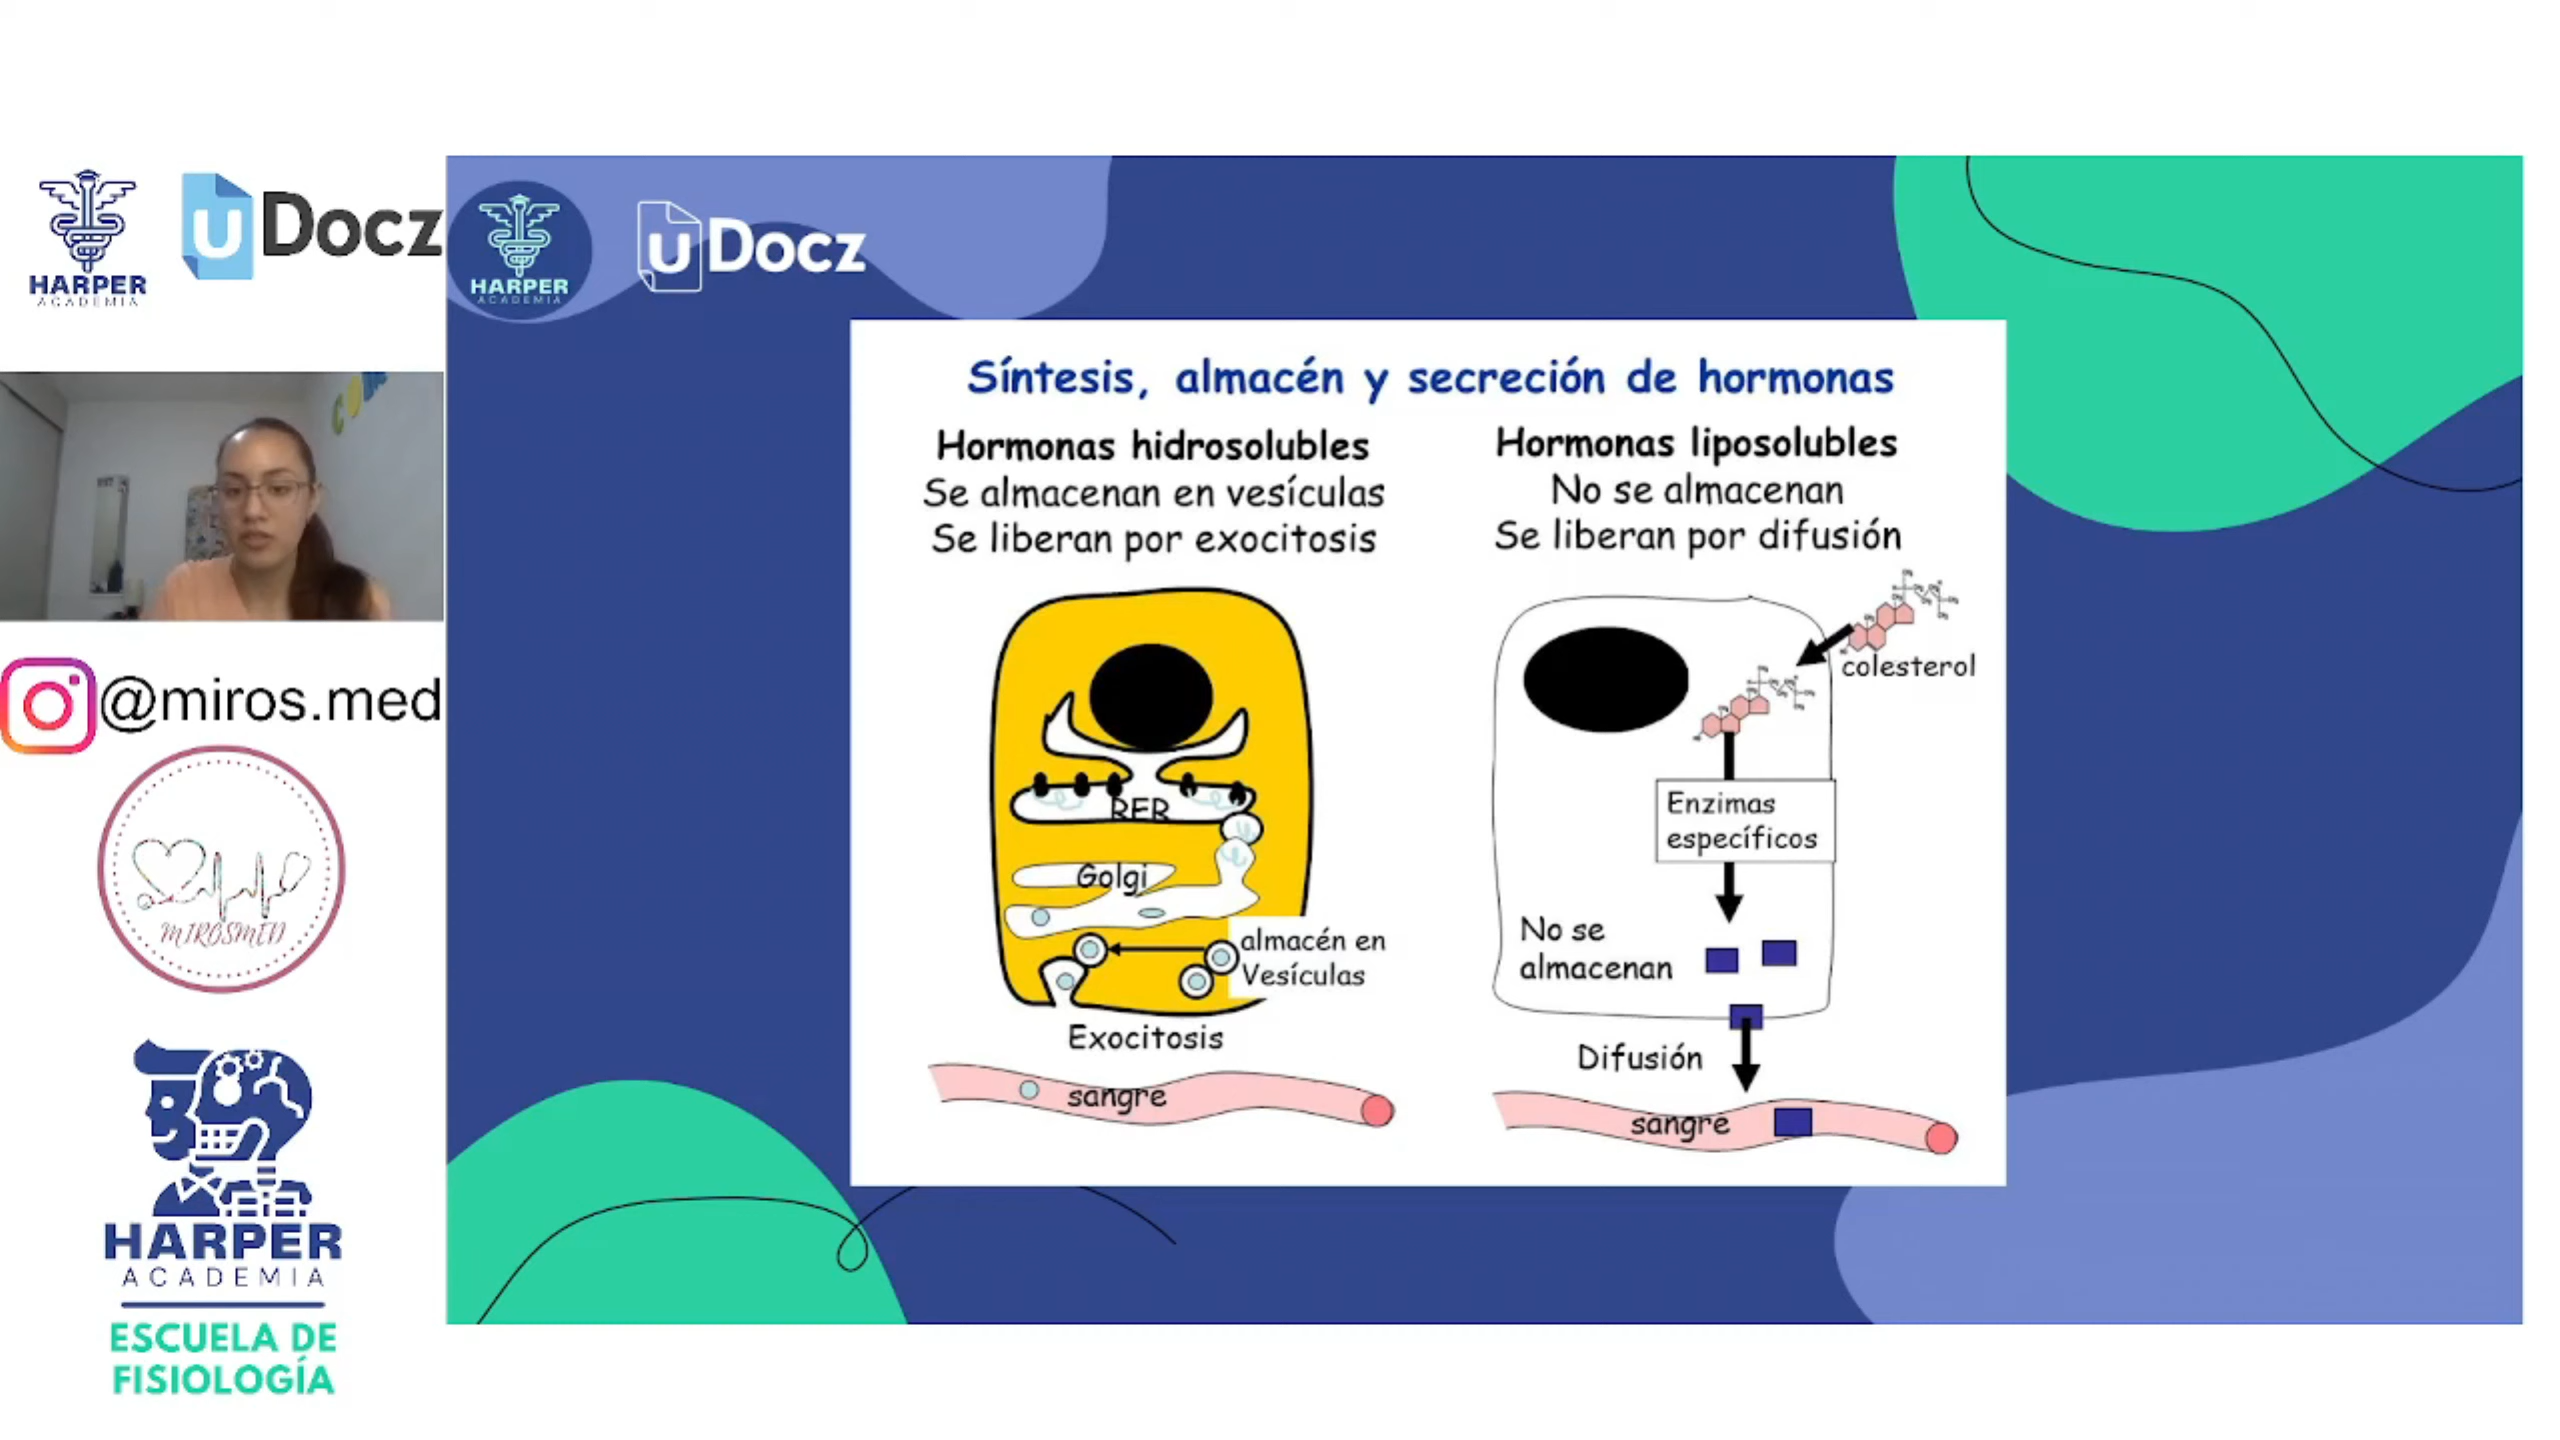 HARPER
ACADEMIA
uDocz
@miros.med
MIROSMED
HARPER
ACADEMIA
ESCUELA DE
FISIOLOGÍA
HARPER
ACADEMIA
uDocz
Síntesis, almacén y secreción de hormonas
Hormonas hidrosolubles
Se almacenan en vesículas
Se liberan por exocitosis
RER
Golgi
almacén en
Vesículas
Exocitosis
sangre
Hormonas liposolubles
No se almacenan
Se liberan por difusión
colesterol
Enzimas
específicos
No se
almacenan
Difusión
sangre